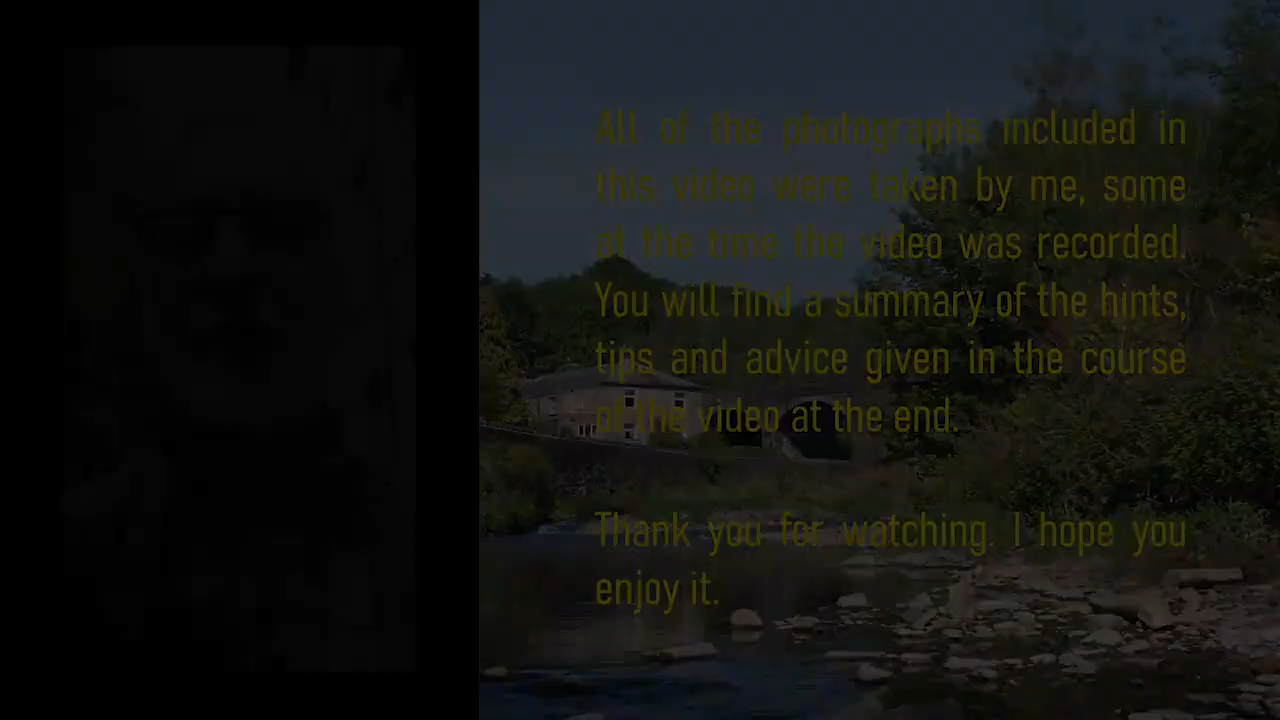 All of the photographs included in
this video were taken by me, some
at the time the video was recorded.
You will find a summary of the hints,
tips and advice given in the course
of the video at the end.
Thank you for watching. I hope you
enjoy it.